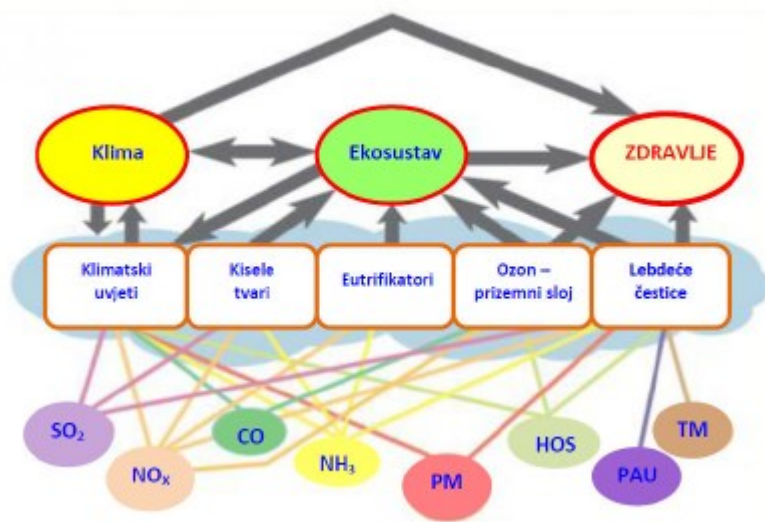 Klima
Ekosustav
ZDRAVLJE
Klimatski
uvjeti
Kisele
tvari
Eutrifikatori
Ozon –
prizemni sloj
Lebdeće
čestice
SO₂
NOₓ
CO
NH₃
PM
HOS
PAU
TM